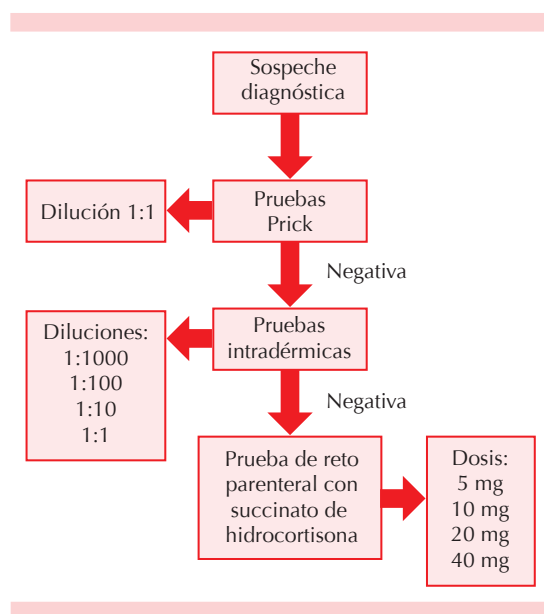 Sospeche
diagnóstica
Dilución 1:1
Pruebas
Prick
Negativa
Diluciones:
1:1000
1:100
1:10
1:1
Pruebas
intradérmicas
Negativa
Prueba de reto
parenteral con
succinato de
hidrocortisona
Dosis:
5 mg
10 mg
20 mg
40 mg